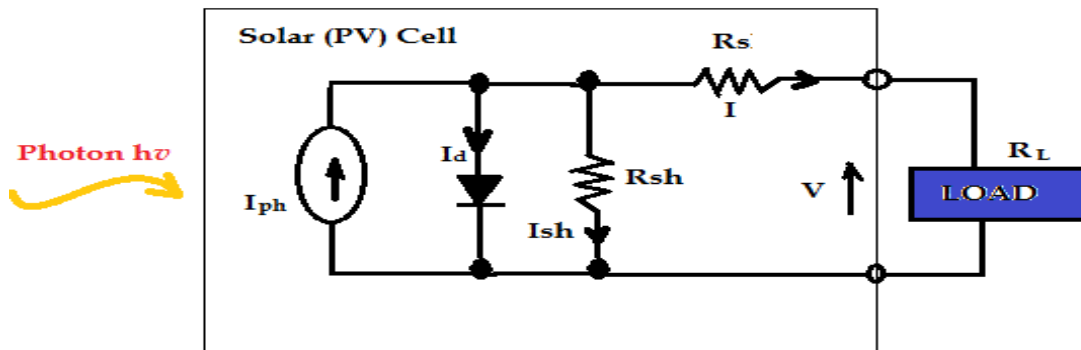 Solar (PV) Cell
Rs
I
Photon hv
Iph
Id
Rsh
Ish
V
RL
LOAD